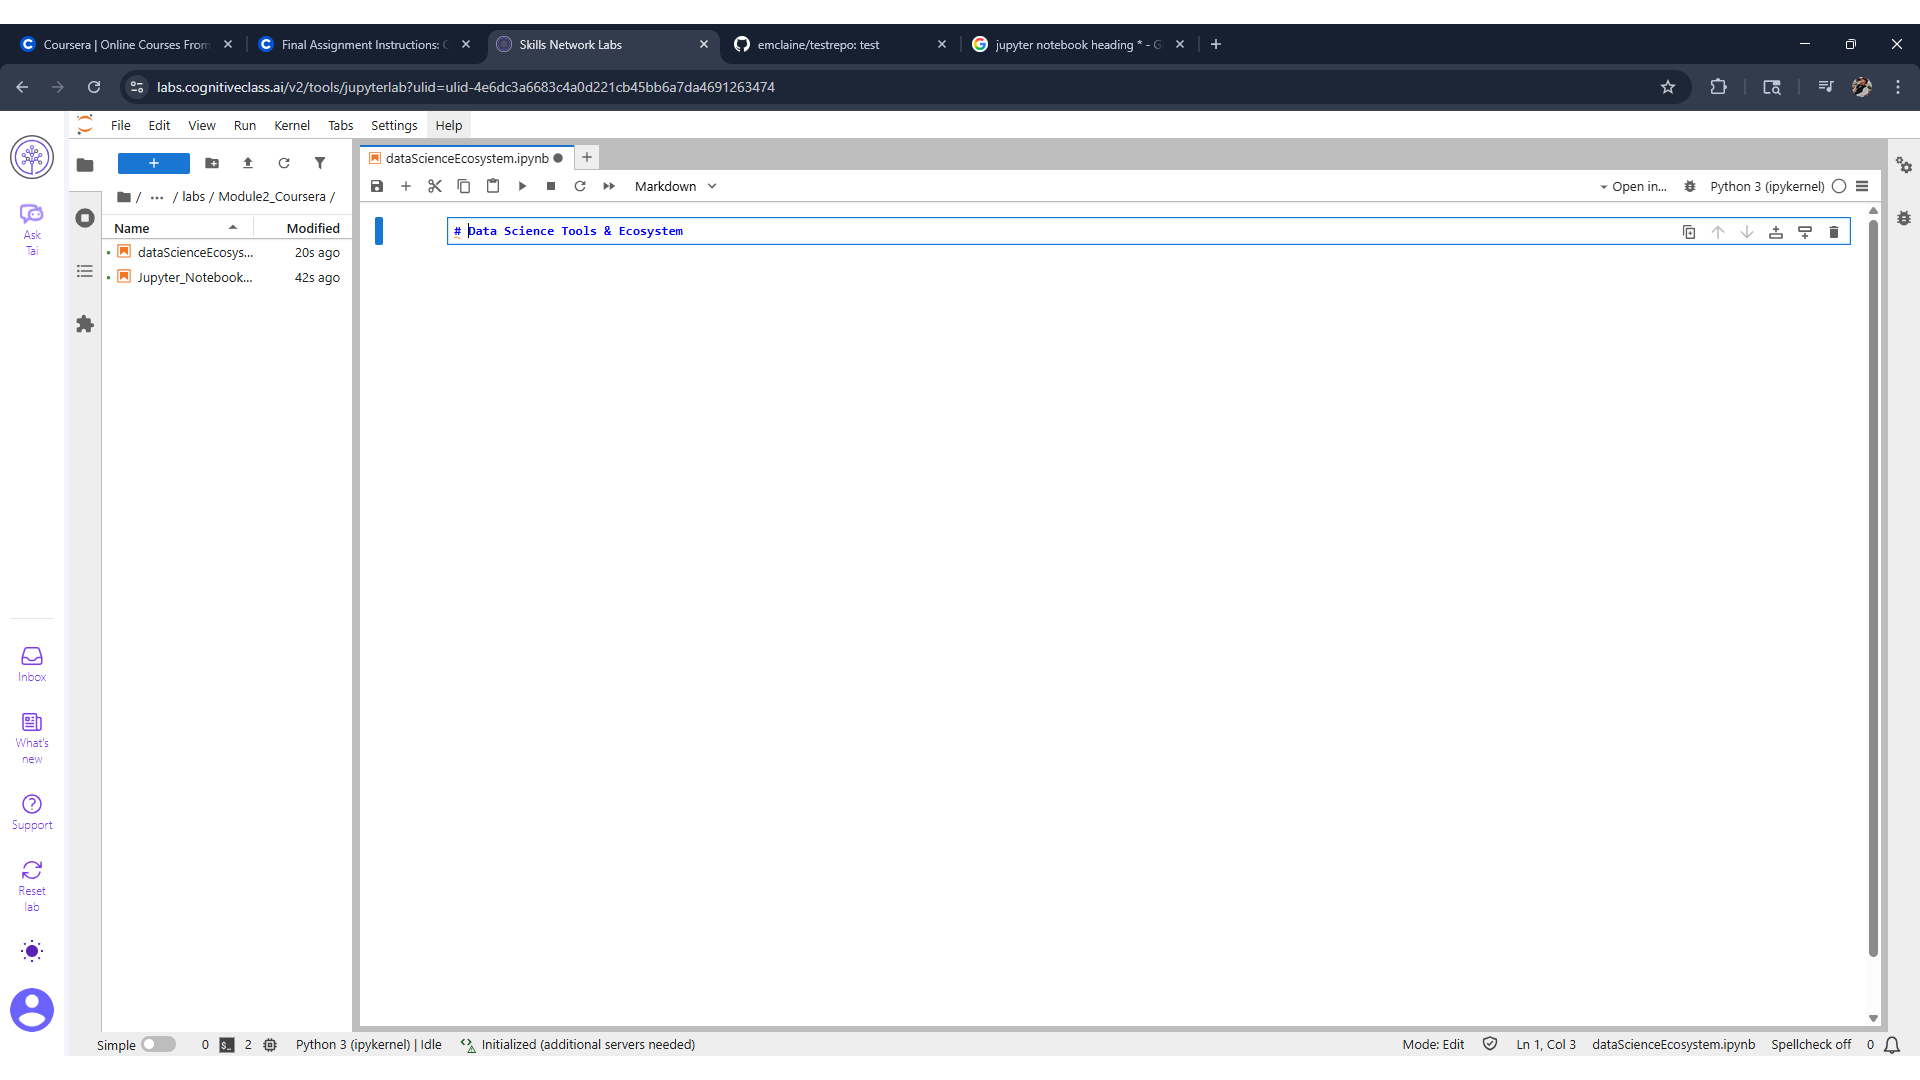 Coursera | Online Courses From
Final Assignment Instructions: C
Skills Network Labs
emclaine/testrepo: test
jupyter notebook heading * - G
labs.cognitiveclass.ai/v2/tools/jupyterlab?ulid=ulid-4e6dc3a6683c4a0d221cb45bb6a7da4691263474
File Edit View Run Kernel Tabs Settings Help
Ask
Tai
/ ... / labs / Module2_Coursera /
Name Modified
dataScienceEcosys... 20s ago
Jupyter_Notebook... 42s ago
dataScienceEcosystem.ipynb
Markdown
Open in...
Python 3 (ipykernel)
# Data Science Tools & Ecosystem
Inbox
What's
new
Support
Reset
lab
Simple
0
$_
2
Python 3 (ipykernel) | Idle
Initialized (additional servers needed)
Mode: Edit
Ln 1, Col 3
dataScienceEcosystem.ipynb
Spellcheck off
0